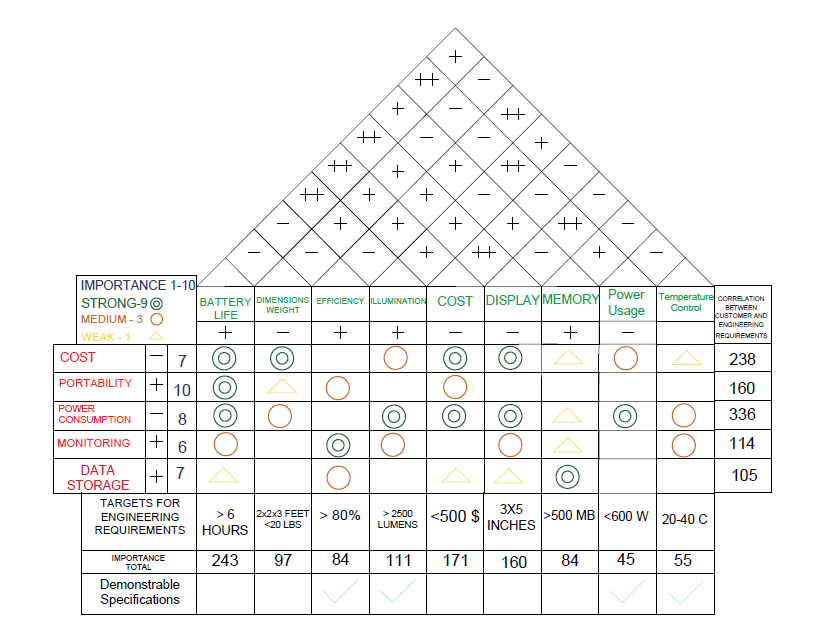 +
++ −
+ − ++
++ − − +
++ + + ++ −
++ + + − − −
− + + + + ++ −
− − − + ++ − + −
IMPORTANCE 1-10
STRONG-9
MEDIUM - 3
WEAK - 1
BATTERY
LIFE
DIMENSIONS
WEIGHT
EFFICIENCY
ILLUMINATION
COST
DISPLAY
MEMORY
Power
Usage
Temperature
Control
CORRELATION
BETWEEN
CUSTOMER AND
ENGINEERING
REQUIREMENTS
+ − + + − − + −
COST − 7 238
PORTABILITY + 10 160
POWER
CONSUMPTION − 8 336
MONITORING + 6 114
DATA
STORAGE + 7 105
TARGETS FOR
ENGINEERING
REQUIREMENTS
> 6
HOURS
2x2x3 FEET
<20 LBS
> 80%
> 2500
LUMENS
<500 $
3X5
INCHES
>500 MB
<600 W
20-40 C
IMPORTANCE
TOTAL
243 97 84 111 171 160 84 45 55
Demonstrable
Specifications